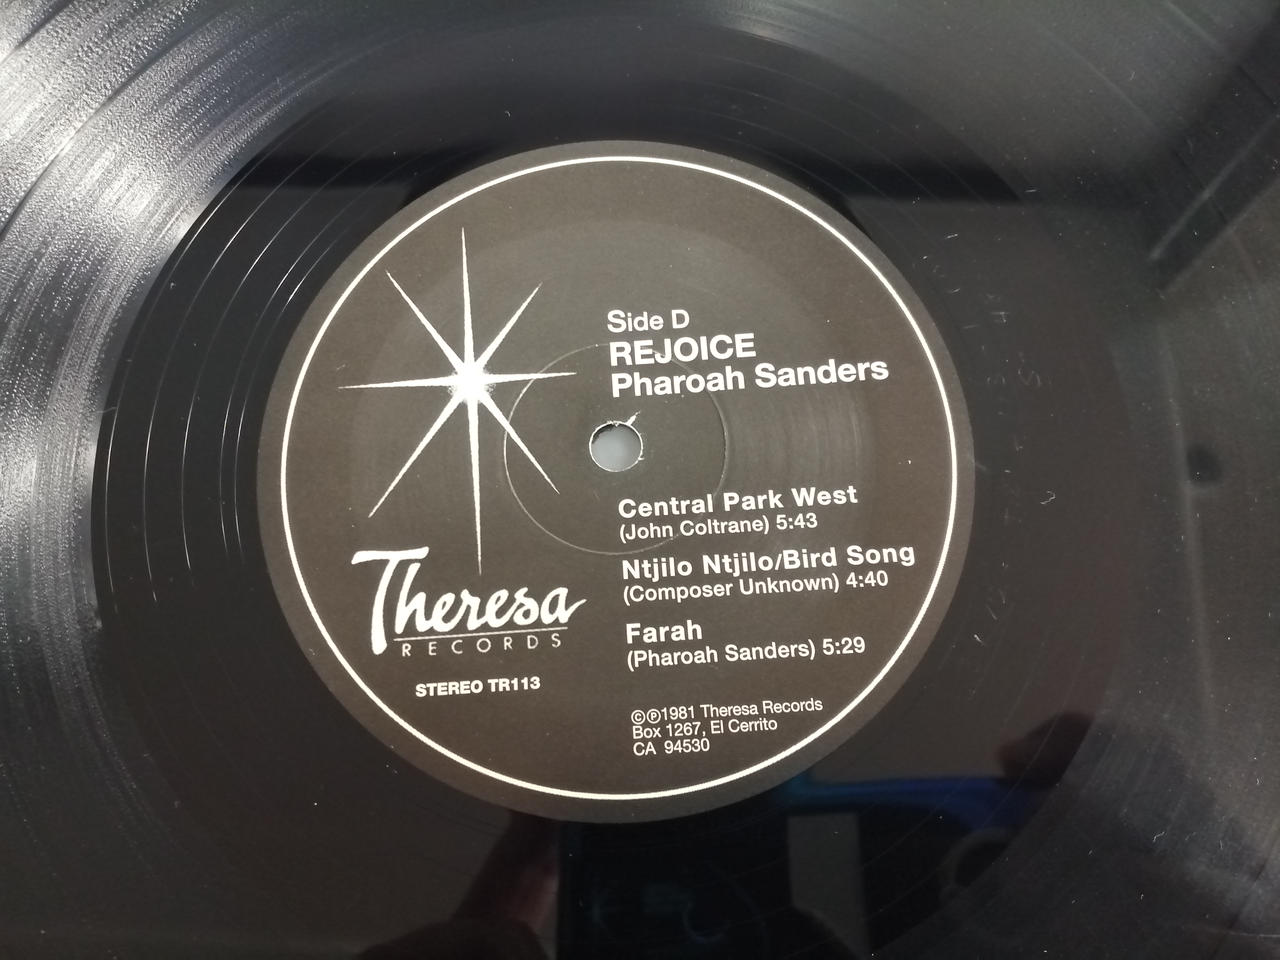 Side D
REJOICE
Pharoah Sanders
Central Park West
(John Coltrane) 5:43
Ntjilo Ntjilo/Bird Song
(Composer Unknown) 4:40
Farah
(Pharoah Sanders) 5:29
©℗1981 Theresa Records
Box 1267, El Cerrito
CA 94530
Theresa
RECORDS
STEREO TR113